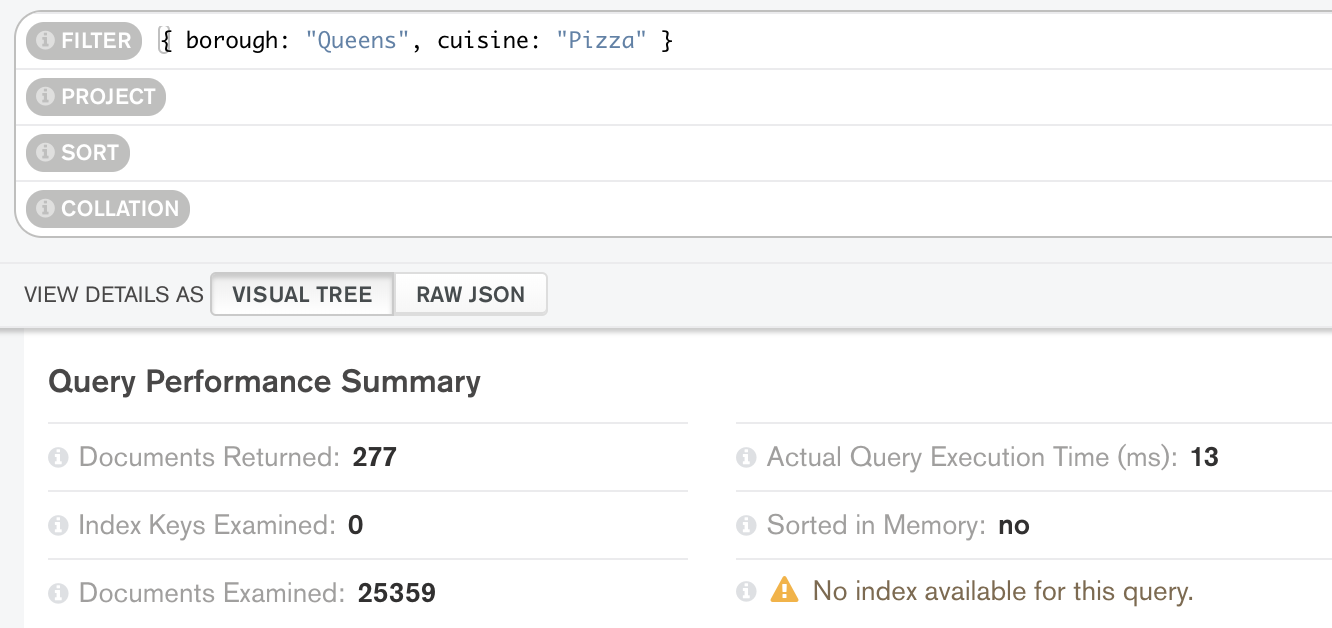 FILTER { borough: "Queens", cuisine: "Pizza" }
PROJECT
SORT
COLLATION
VIEW DETAILS AS VISUAL TREE RAW JSON
Query Performance Summary
Documents Returned: 277
Actual Query Execution Time (ms): 13
Index Keys Examined: 0
Sorted in Memory: no
Documents Examined: 25359
No index available for this query.